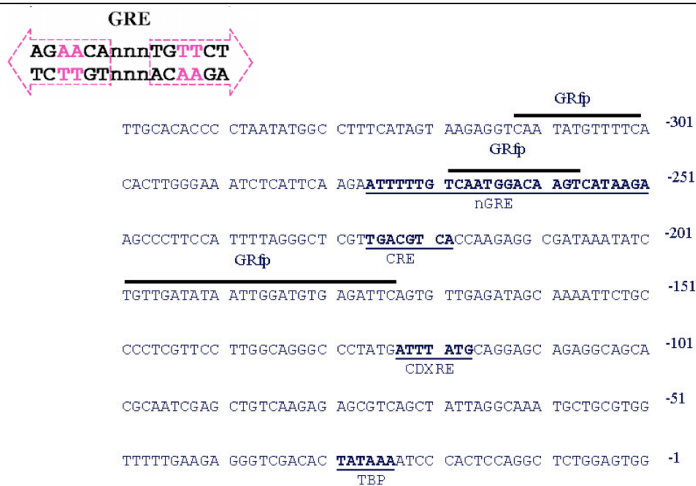 GRE
AGAACAnnnTGTTCT
TCTTGTnnnACAAGA
GRfp
TTGCACACCC CCTAATATGGC CTTTCATAGT AAGAGGTCAA TATGTTTTCA -301
GRfp
CACTTGGGAA ATCTCATTCA AGAATTTTTG TCAATGGACA AGTCATAAGA -251
nGRE
AGCCCTTCCA TTTTAGGGCT CGTTGACGT CACCAAGAGG CGATAAATATC -201
GRfp CRE
TGTTGATATA ATTGGATGTG AGATTCAGTG TTGAGATAGC AAAATTCTGC -151
CCCTCGTTCC TTGGCAGGGC CCTATGATTT ATGCAGGAGC AGAGGCAGCA -101
CDXRE
CGCAATCGAG CTGTCAAGAG AGCGTCAGCT ATTAGGCAAA TGCTGCGTGG -51
TTTTTGAAGA GGGTCGACAC TATAAAATCC CACTCCAGGC TCTGGAGTGG -1
TBP